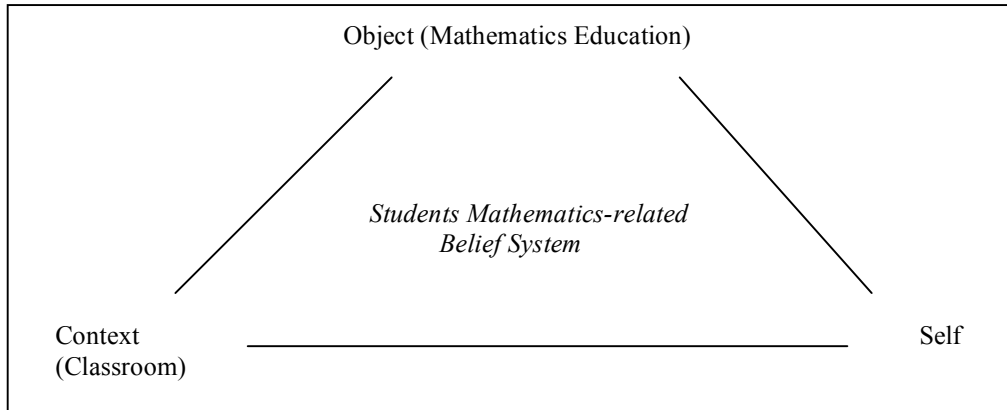 Object (Mathematics Education)
Students Mathematics-related
Belief System
Context
(Classroom)
Self